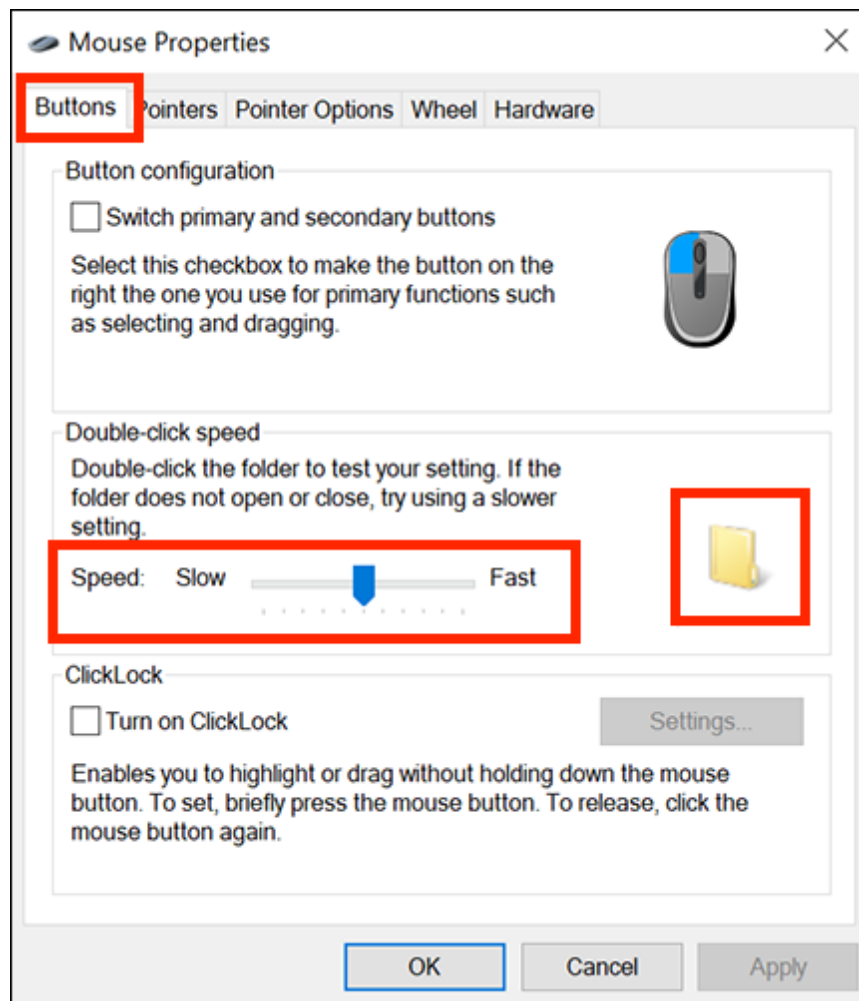 Mouse Properties
Buttons Pointers Pointer Options Wheel Hardware
Button configuration
Switch primary and secondary buttons
Select this checkbox to make the button on the
right the one you use for primary functions such
as selecting and dragging.
Double-click speed
Double-click the folder to test your setting. If the
folder does not open or close, try using a slower
setting.
Speed: Slow Fast
ClickLock
Turn on ClickLock Settings...
Enables you to highlight or drag without holding down the mouse
button. To set, briefly press the mouse button. To release, click the
mouse button again.
OK Cancel Apply